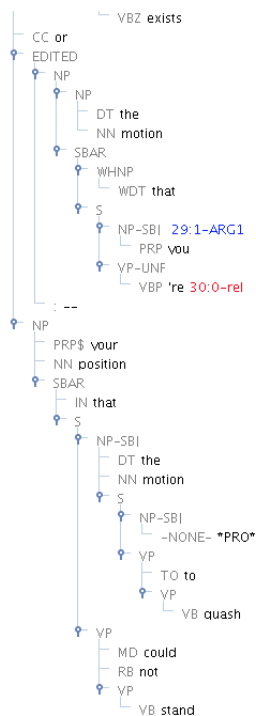 VBZ exists
CC or
EDITED
NP
NP
DT the
NN motion
SBAR
WHNP
WDT that
S
NP-SBJ 29:1-ARG1
PRP you
VP-UNF
VBP 're 30:0-rel
: --
NP
PRP$ your
NN position
SBAR
IN that
S
NP-SBJ
DT the
NN motion
S
NP-SBJ
-NONE- *PRO*
VP
TO to
VP
VB quash
VP
MD could
RB not
VP
VB stand